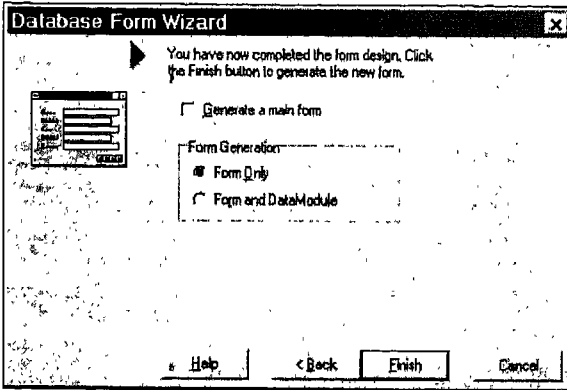 Database Form Wizard
You have now completed the form design. Click
the Finish button to generate the new form.
Generate a main form
Form Generation
Form Only
Form and DataModule
Help
< Back
Finish
Cancel